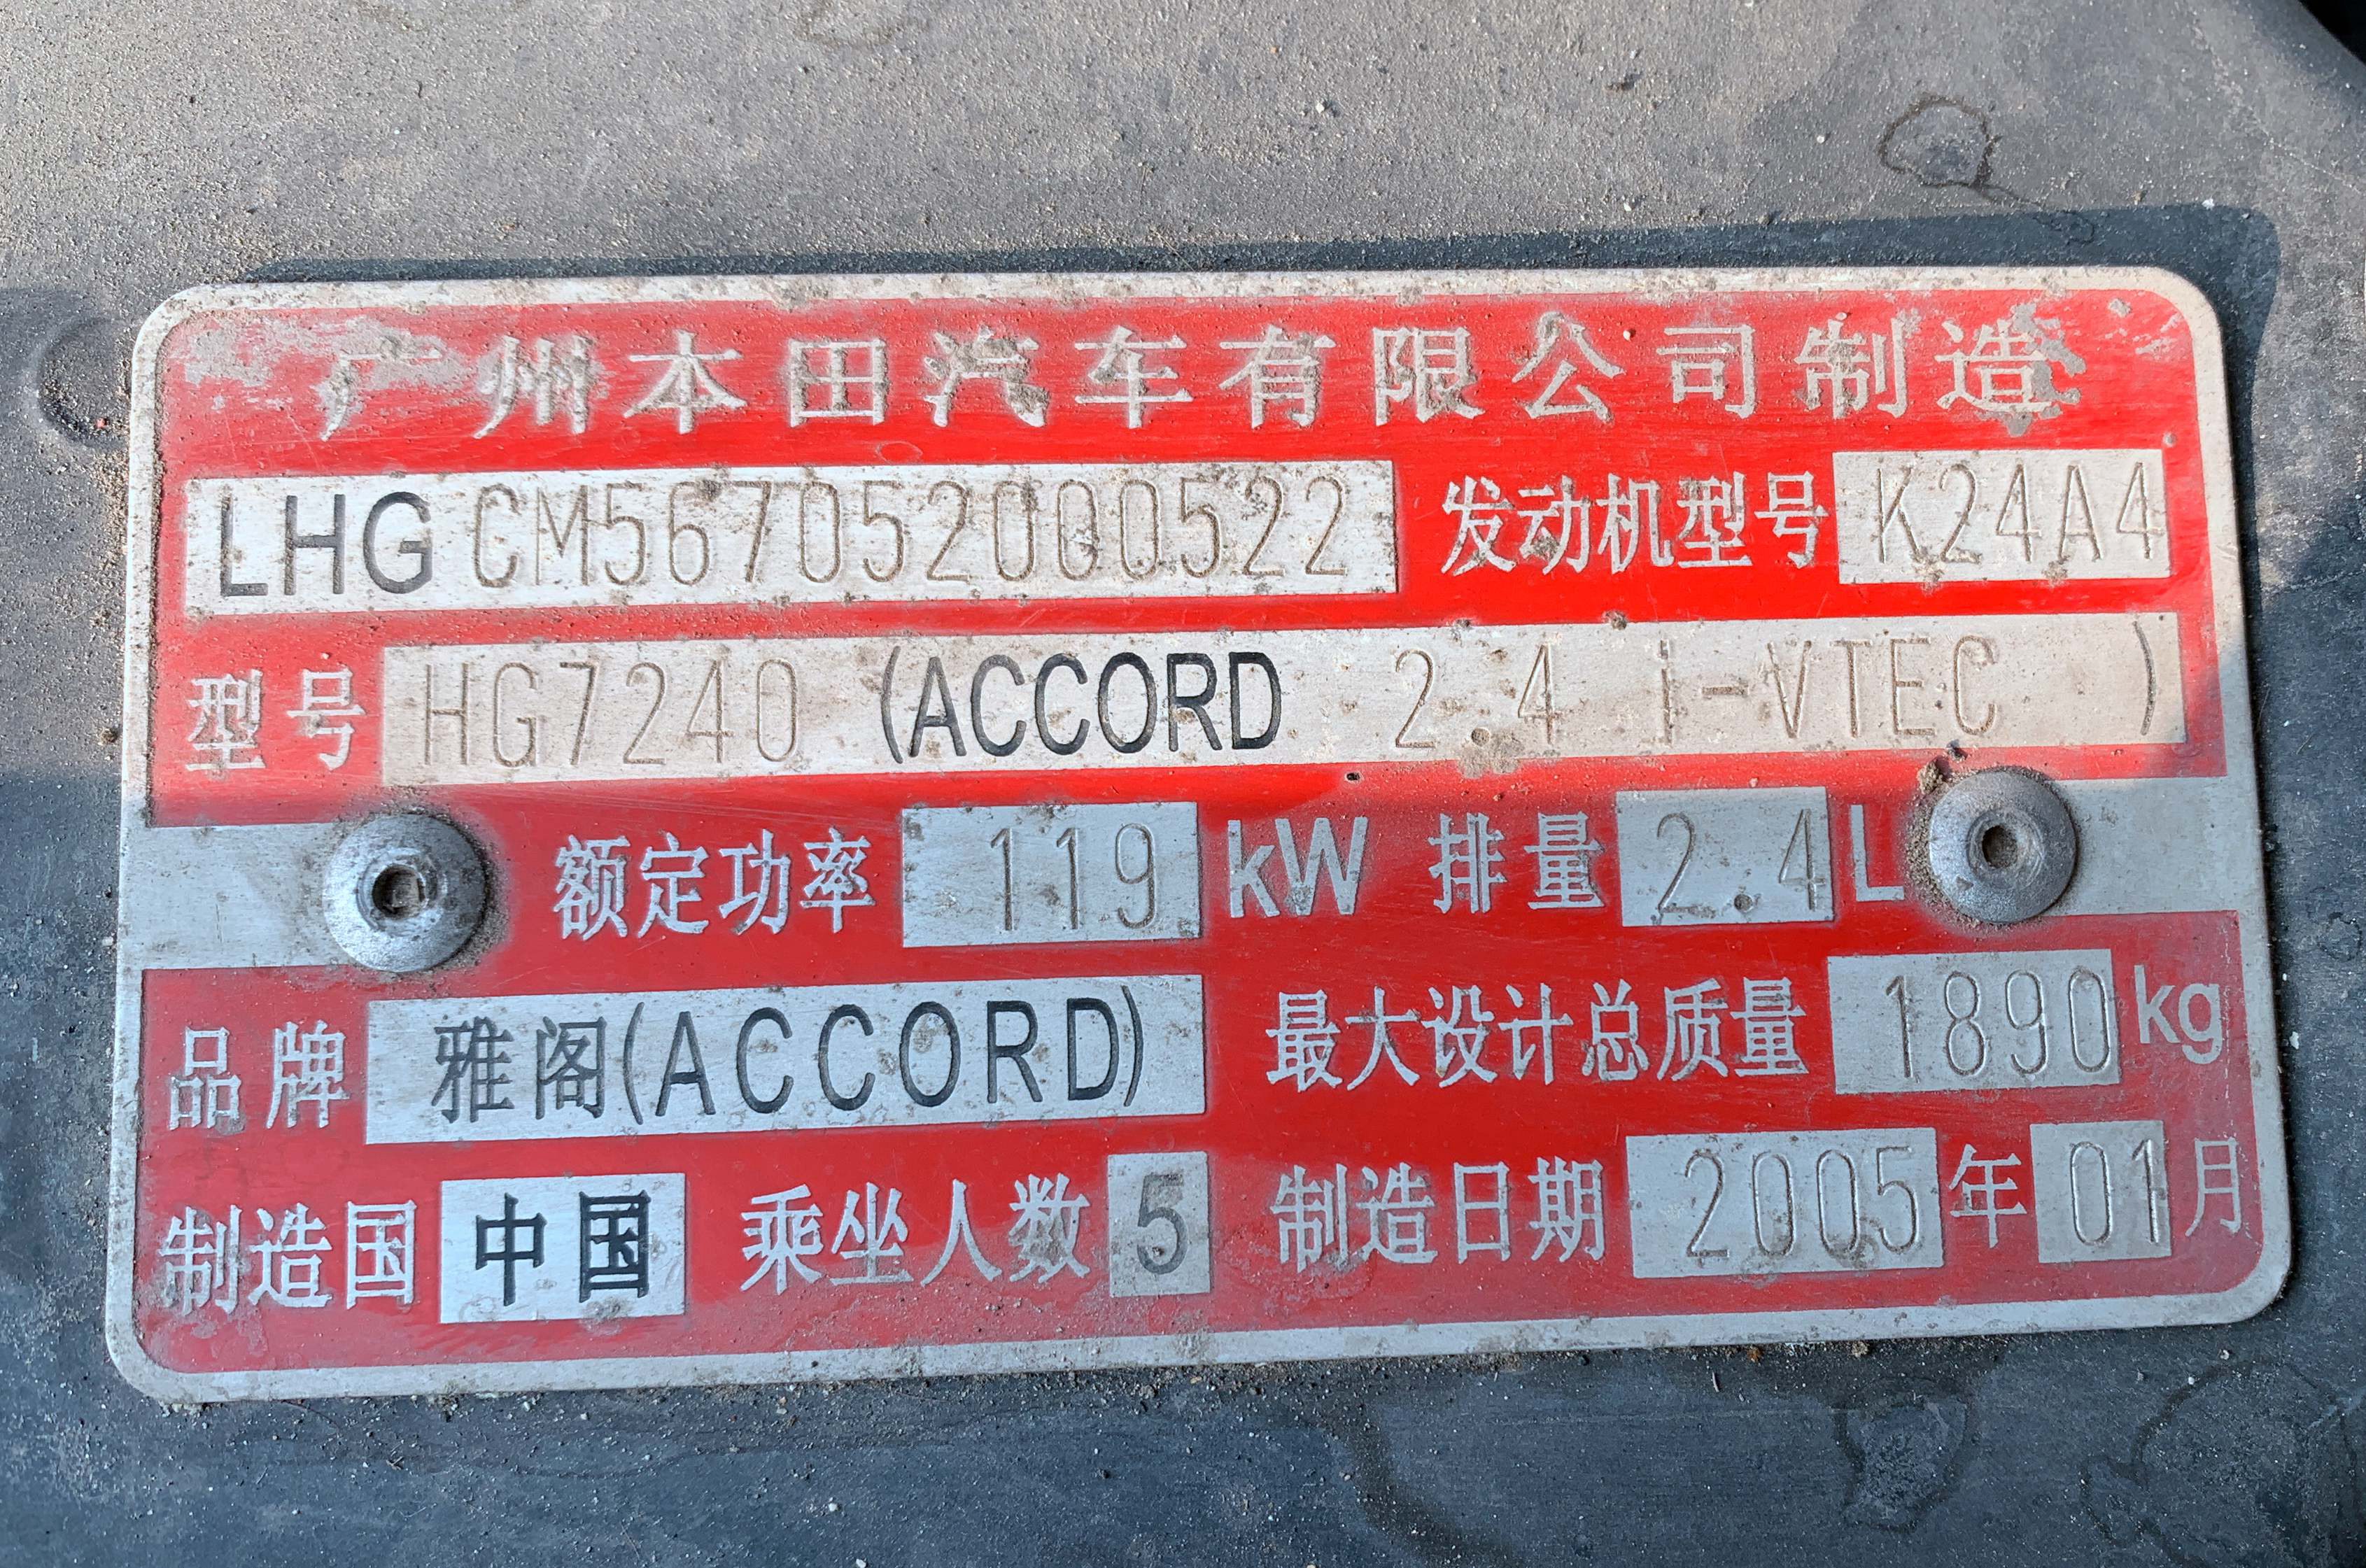 广州本田汽车有限公司制造
LHGCM567052000522 发动机型号 K24A4
型号 HG7240 (ACCORD 2.4 i-VTEC )
额定功率 119 kW 排量 2.4 L
品牌 雅阁(ACCORD) 最大设计总质量 1890 kg
制造国 中国 乘坐人数 5 制造日期 2005 年 01 月